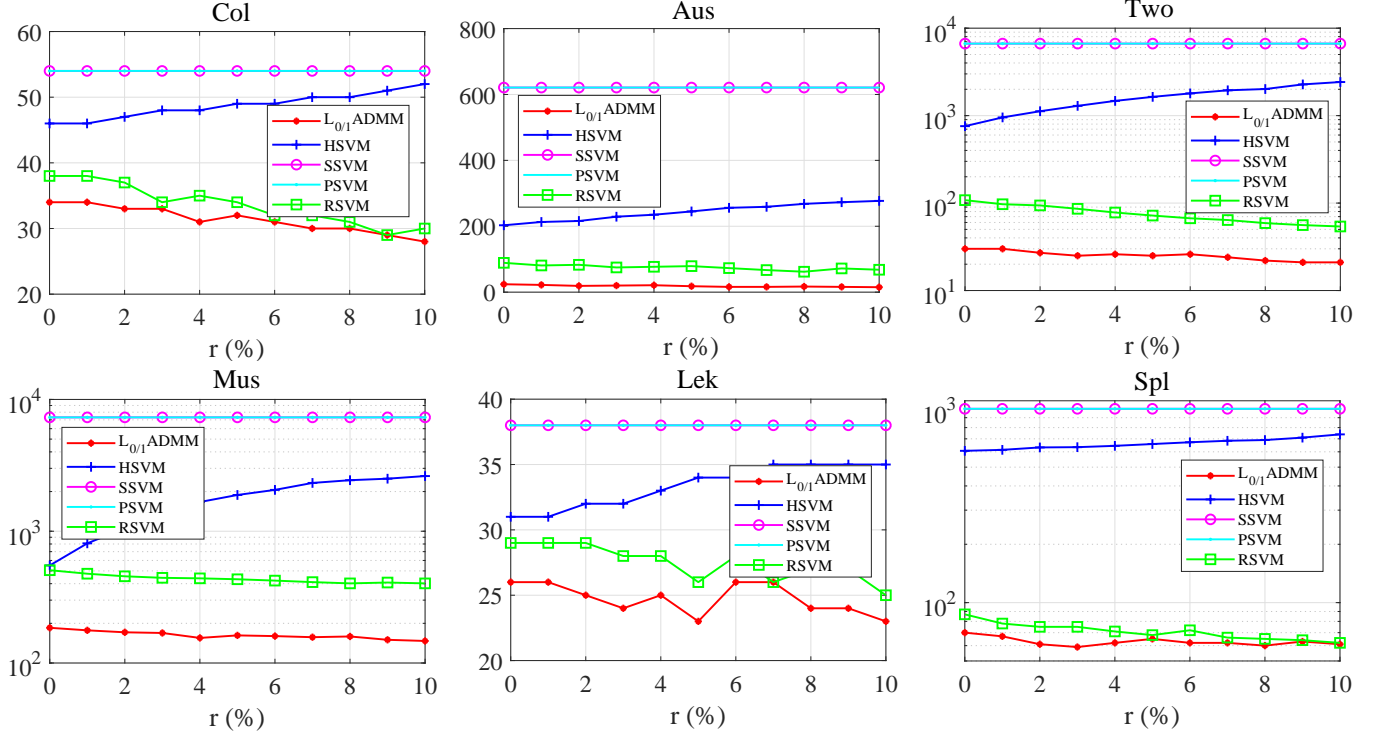 Col
60
50
40
30
20
0 2 4 6 8 10
r (%)
L0/1ADMM
HSVM
SSVM
PSVM
RSVM
Aus
800
600
400
200
0
0 2 4 6 8 10
r (%)
L0/1ADMM
HSVM
SSVM
PSVM
RSVM
Two
10^4
10^3
10^2
10^1
0 2 4 6 8 10
r (%)
L0/1ADMM
HSVM
SSVM
PSVM
RSVM
Mus
10^4
10^3
10^2
0 2 4 6 8 10
r (%)
L0/1ADMM
HSVM
SSVM
PSVM
RSVM
Lek
40
35
30
25
20
0 2 4 6 8 10
r (%)
L0/1ADMM
HSVM
SSVM
PSVM
RSVM
Spl
10^3
10^2
0 2 4 6 8 10
r (%)
L0/1ADMM
HSVM
SSVM
PSVM
RSVM